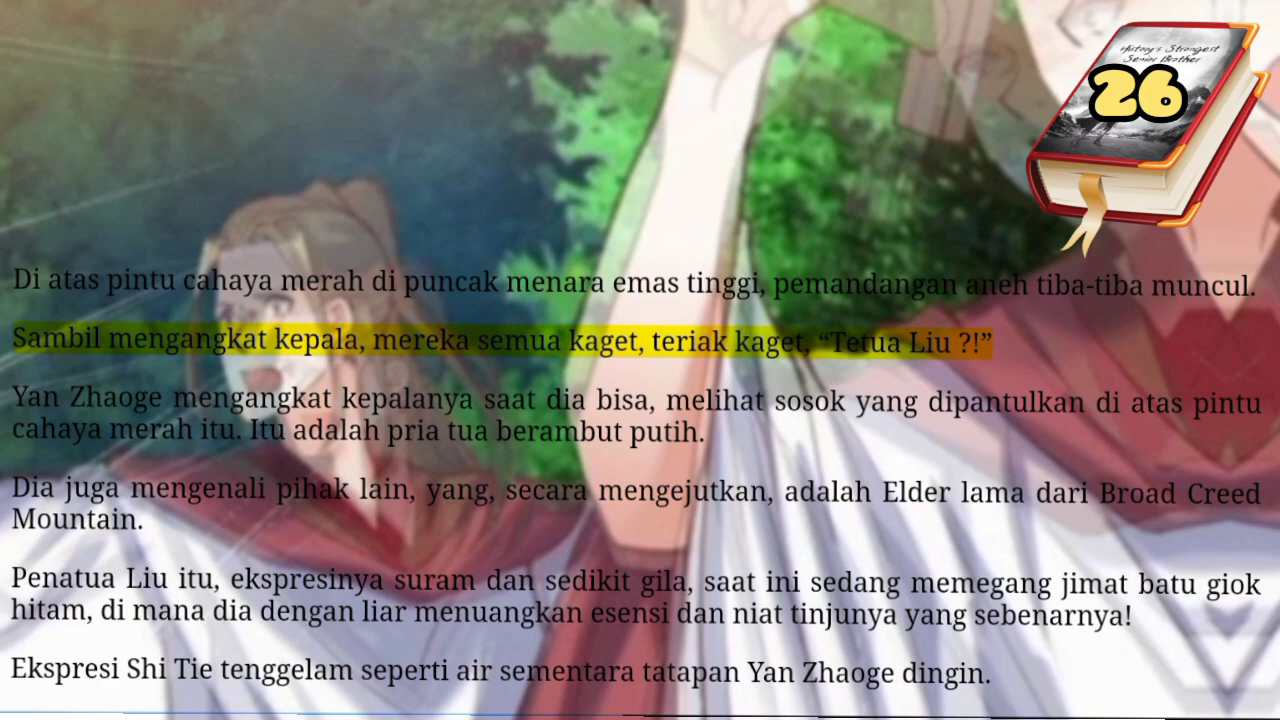 History's Strongest
Senior Brother
26
Di atas pintu cahaya merah di puncak menara emas tinggi, pemandangan aneh tiba-tiba muncul.
Sambil mengangkat kepala, mereka semua kaget, teriak kaget, “Tetua Liu ?!”
Yan Zhaoge mengangkat kepalanya saat dia bisa, melihat sosok yang dipantulkan di atas pintu
cahaya merah itu. Itu adalah pria tua berambut putih.
Dia juga mengenali pihak lain, yang, secara mengejutkan, adalah Elder lama dari Broad Creed
Mountain.
Penatua Liu itu, ekspresinya suram dan sedikit gila, saat ini sedang memegang jimat batu giok
hitam, di mana dia dengan liar menuangkan esensi dan niat tinjunya yang sebenarnya!
Ekspresi Shi Tie tenggelam seperti air sementara tatapan Yan Zhaoge dingin.